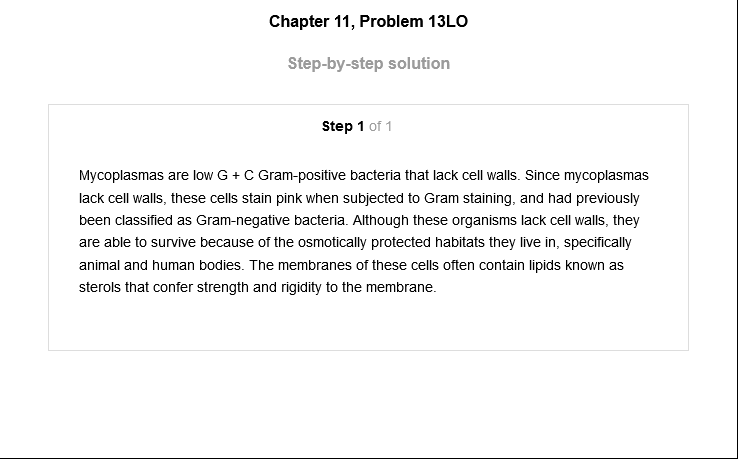 Chapter 11, Problem 13LO
Step-by-step solution
Step 1 of 1
Mycoplasmas are low G + C Gram-positive bacteria that lack cell walls. Since mycoplasmas
lack cell walls, these cells stain pink when subjected to Gram staining, and had previously
been classified as Gram-negative bacteria. Although these organisms lack cell walls, they
are able to survive because of the osmotically protected habitats they live in, specifically
animal and human bodies. The membranes of these cells often contain lipids known as
sterols that confer strength and rigidity to the membrane.